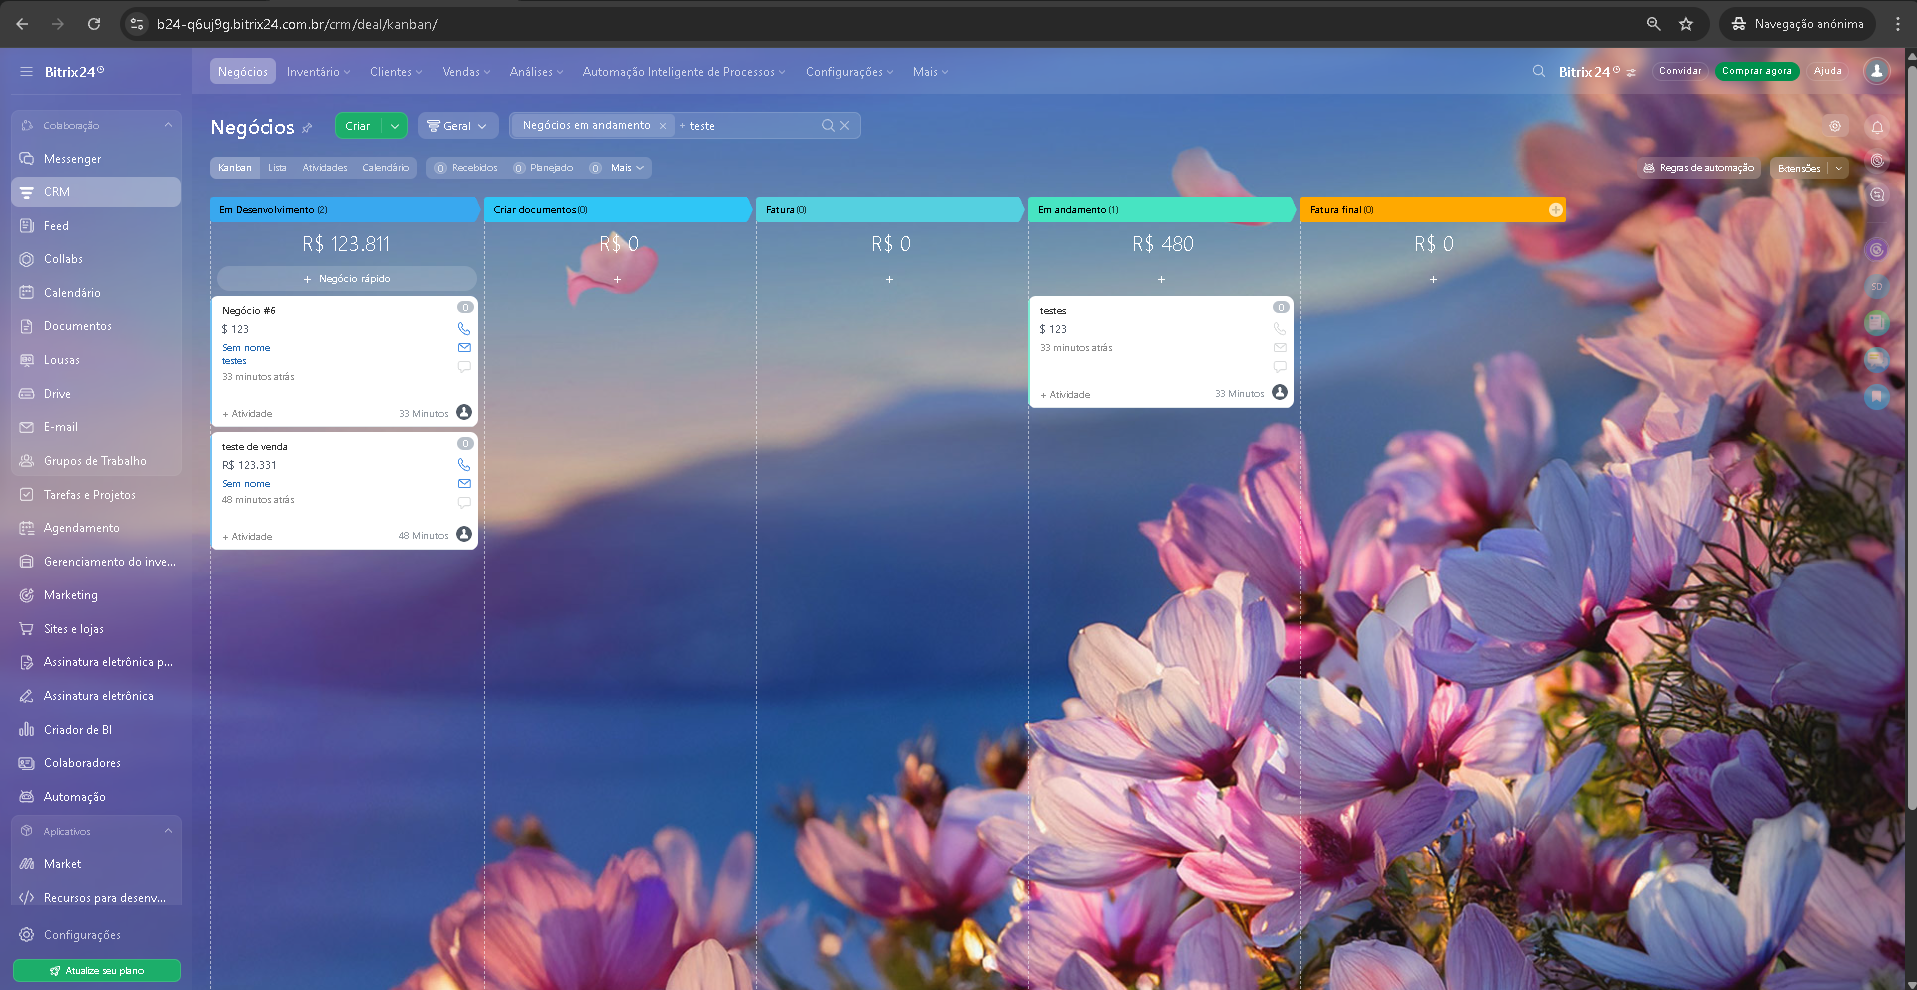 b24-q6uj9g.bitrix24.com.br/crm/deal/kanban/
Navegação anónima
Bitrix24
Negócios
Inventário
Clientes
Vendas
Análises
Automação Inteligente de Processos
Configurações
Mais
Bitrix24
Convidar
Comprar agora
Ajuda
Colaboração
Messenger
CRM
Feed
Collabs
Calendário
Documentos
Lousas
Drive
E-mail
Grupos de Trabalho
Tarefas e Projetos
Agendamento
Gerenciamento do inve...
Marketing
Sites e lojas
Assinatura eletrônica p...
Assinatura eletrônica
Criador de BI
Colaboradores
Automação
Aplicativos
Market
Recursos para desenv...
Configurações
Atualize seu plano
Negócios
Criar
Geral
Negócios em andamento × + teste
Kanban
Lista
Atividades
Calendário
0 Recebidos
0 Planejado
0 Mais
Regras de automação
Extensões
Em Desenvolvimento (2)
R$ 123.811
+ Negócio rápido
Negócio #6
0
$ 123
Sem nome
testes
33 minutos atrás
+ Atividade
33 Minutos
teste de venda
0
R$ 123.331
Sem nome
48 minutos atrás
+ Atividade
48 Minutos
Criar documentos (0)
R$ 0
+
Fatura (0)
R$ 0
+
Em andamento (1)
R$ 480
+
testes
0
$ 123
33 minutos atrás
+ Atividade
33 Minutos
Fatura final (0)
R$ 0
+
SD